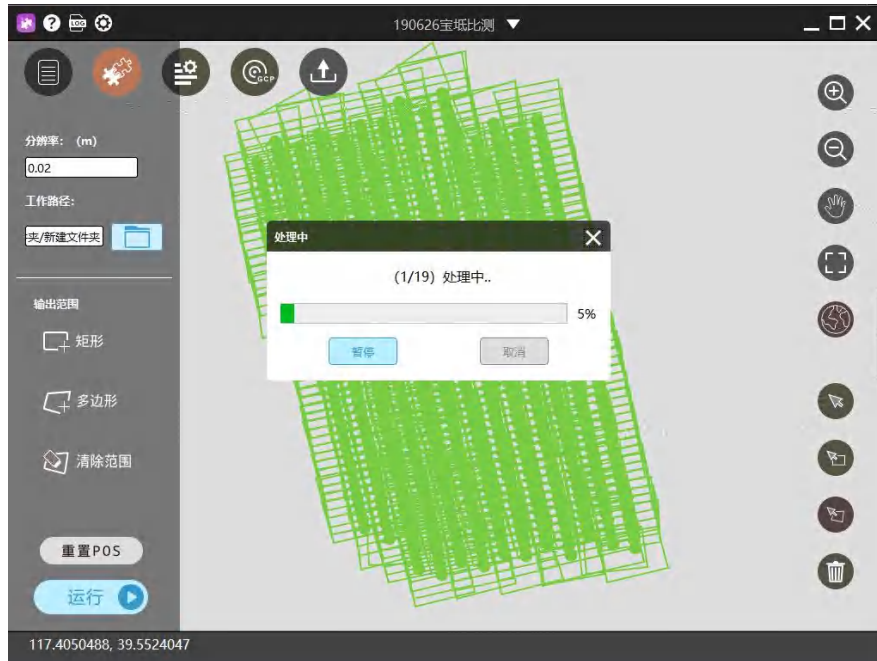 LOG
190626宝坻比测
GCP
分辨率：（m）
0.02
工作路径：
夹/新建文件夹
处理中
（1/19）处理中..
5%
暂停
取消
输出范围
矩形
多边形
清除范围
重置POS
运行
117.4050488, 39.5524047